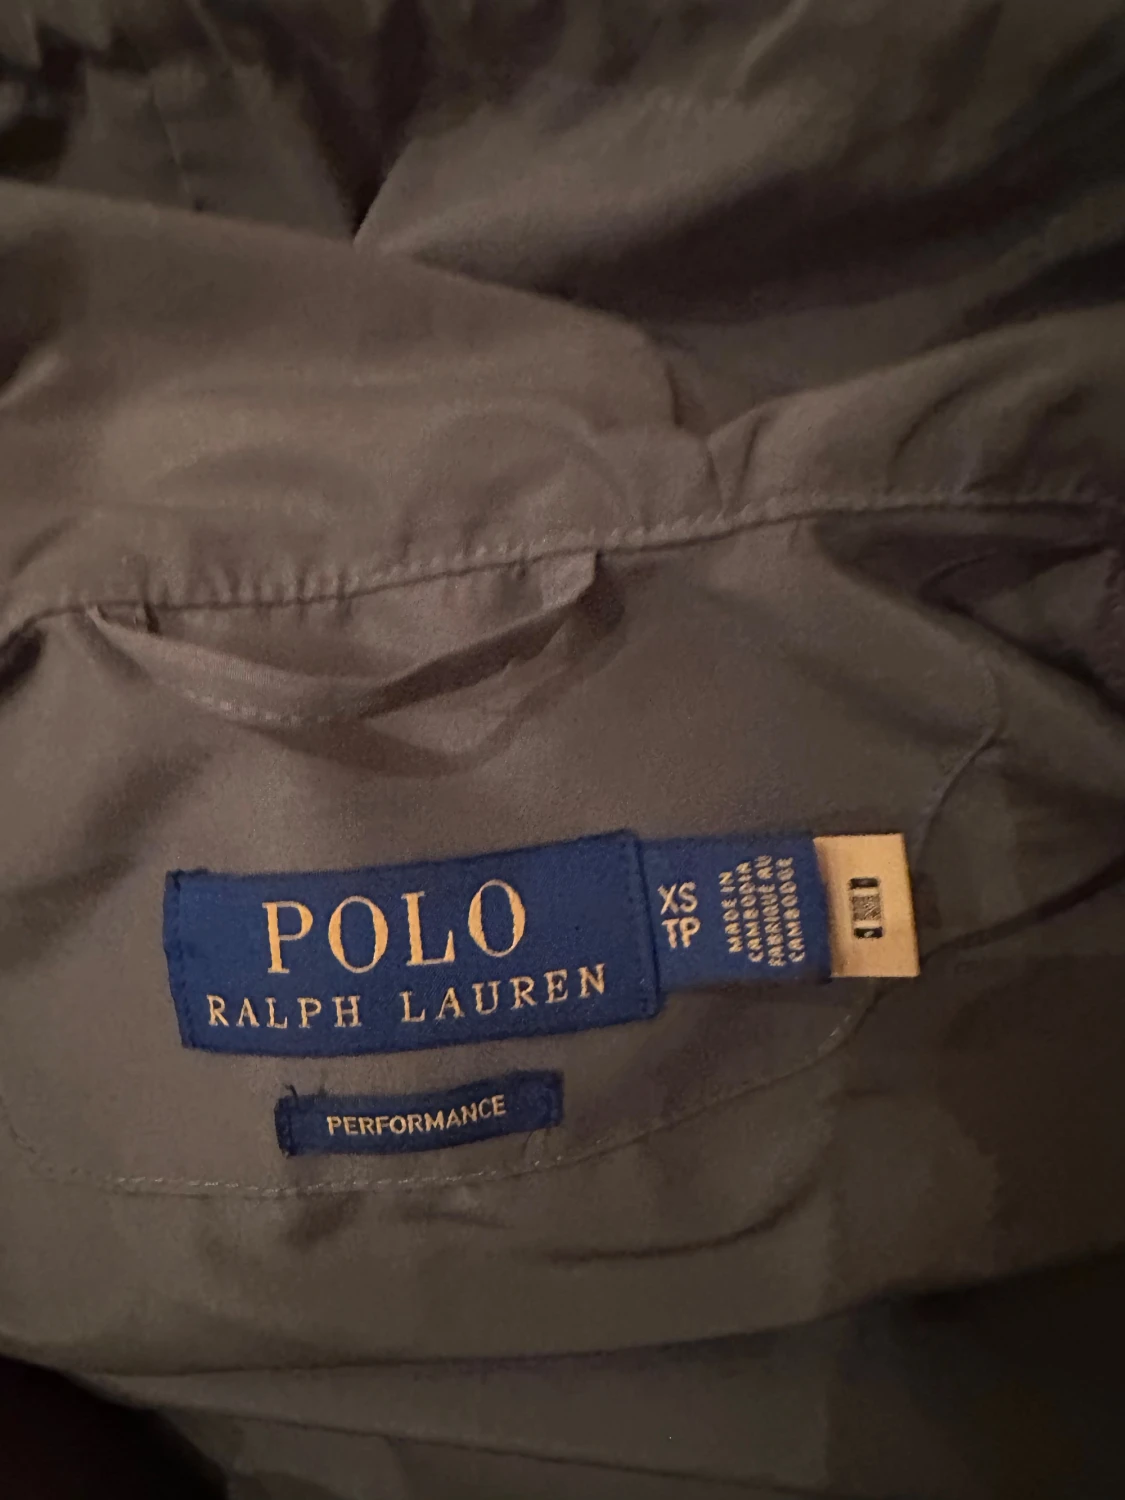 POLO
RALPH LAUREN
XS
TP
MADE IN
CAMBODIA
FABRIQUÉ AU
CAMBODGE
PERFORMANCE